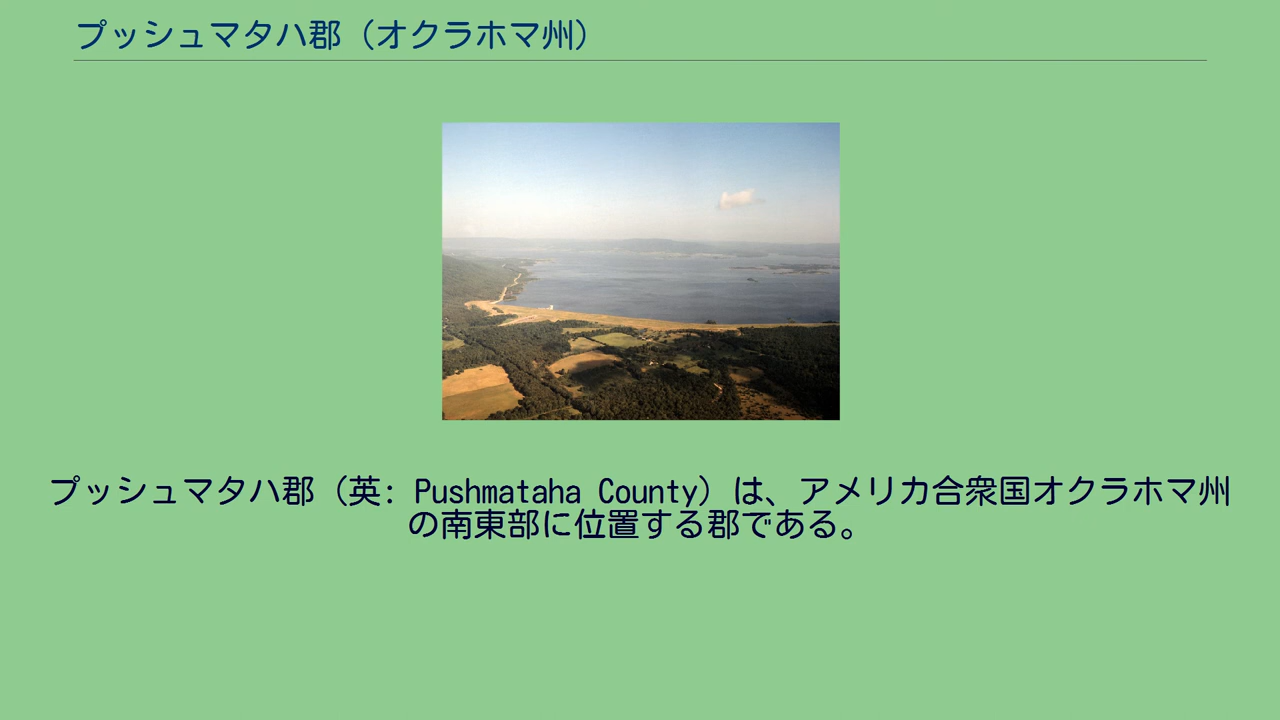 プッシュマタハ郡（オクラホマ州）
プッシュマタハ郡（英: Pushmataha County）は、アメリカ合衆国オクラホマ州
の南東部に位置する郡である。